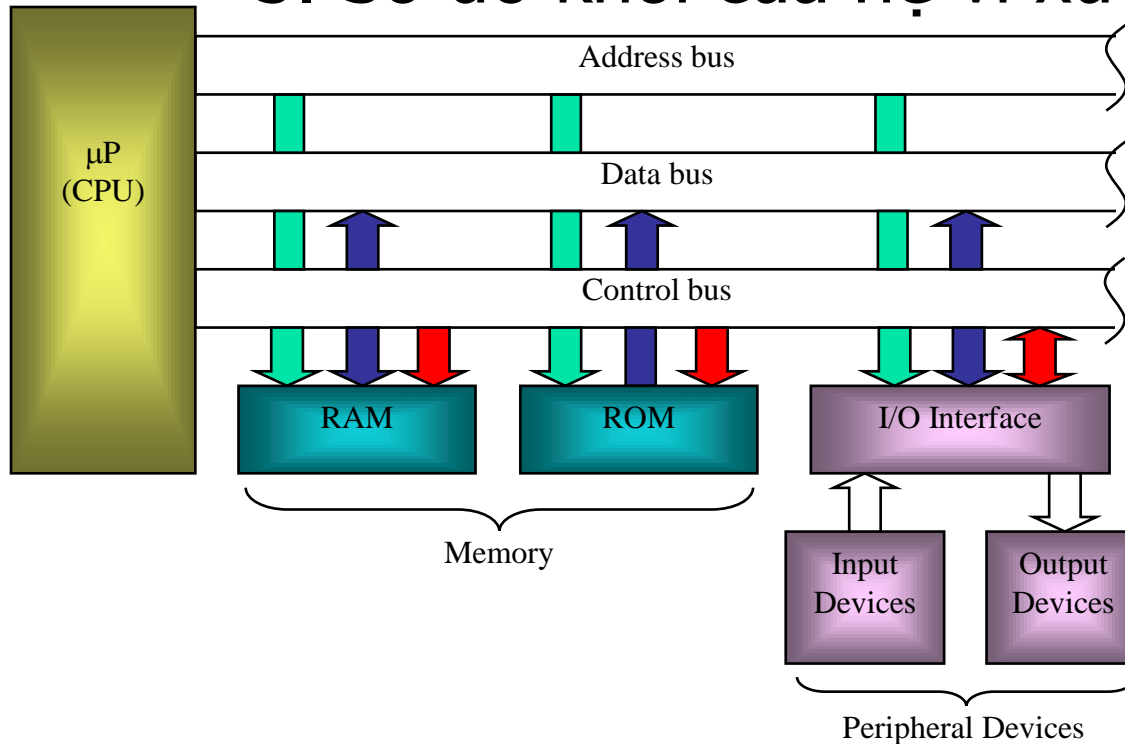 Address bus
μP
(CPU)
Data bus
Control bus
RAM
ROM
I/O Interface
Memory
Input
Devices
Output
Devices
Peripheral Devices